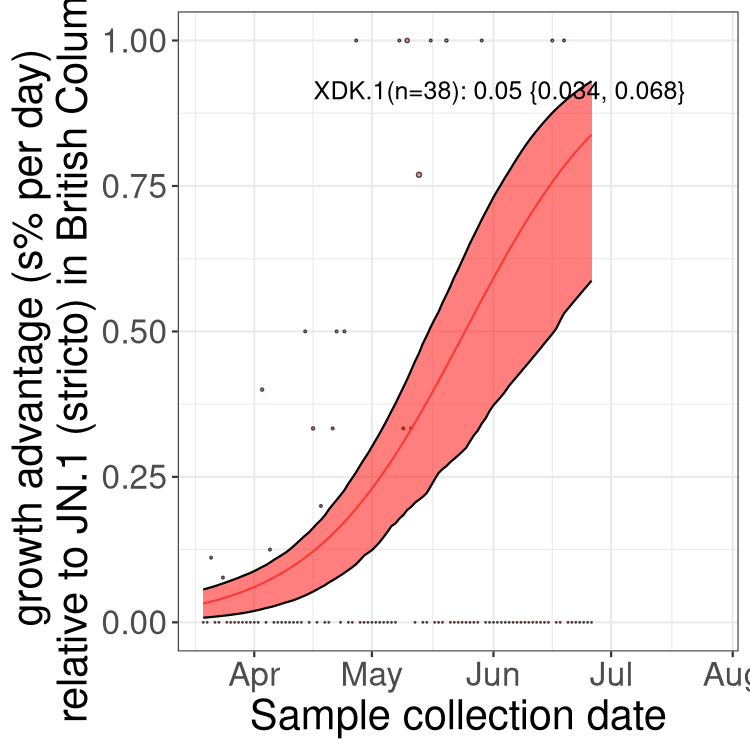 growth advantage (s% per day)
relative to JN.1 (stricto) in British Colum
1.00
0.75
0.50
0.25
0.00
XDK.1(n=38): 0.05 {0.034, 0.068}
Apr May Jun Jul Aug
Sample collection date